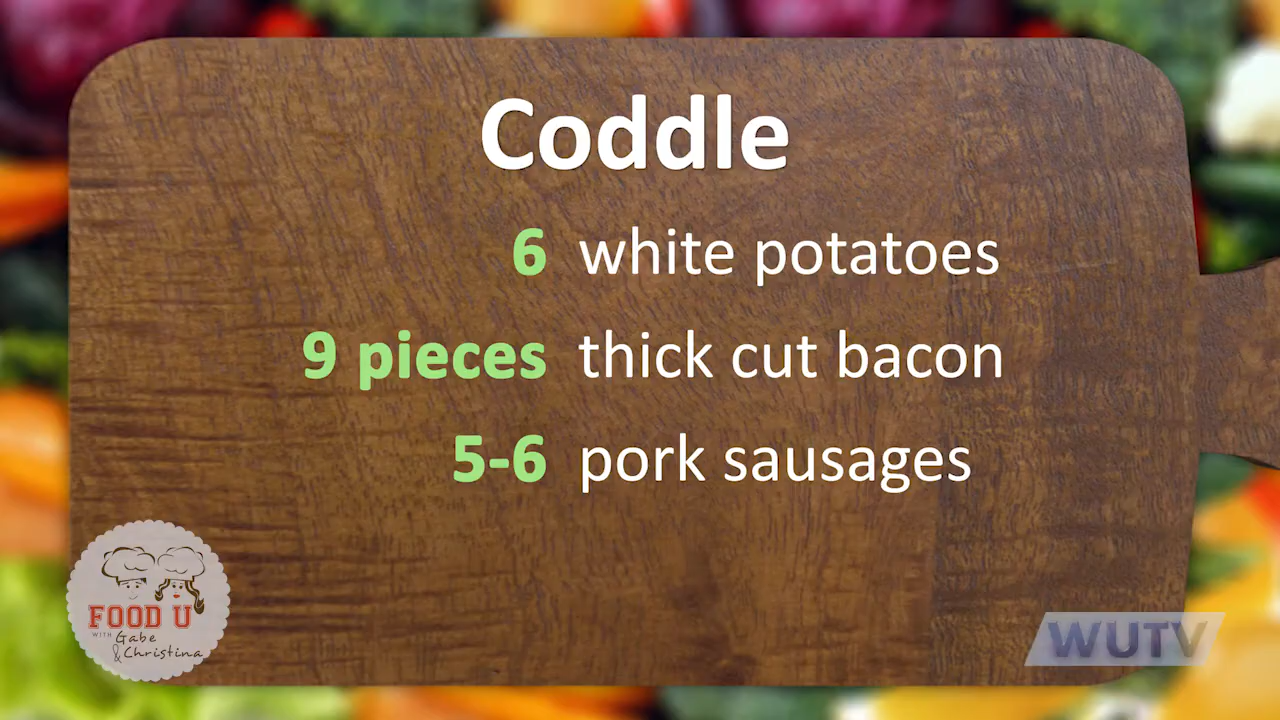 Coddle
6 white potatoes
9 pieces thick cut bacon
5-6 pork sausages
FOOD U
WITH Gabe
& Christina
WUTV